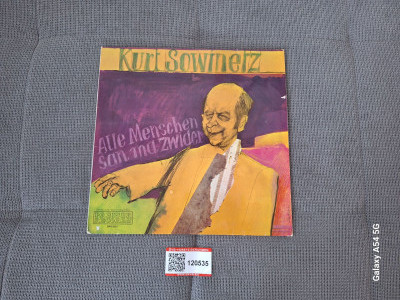 Kurt Sowinetz
Alle Menschen
san ma zwider
120535
Galaxy A54 5G